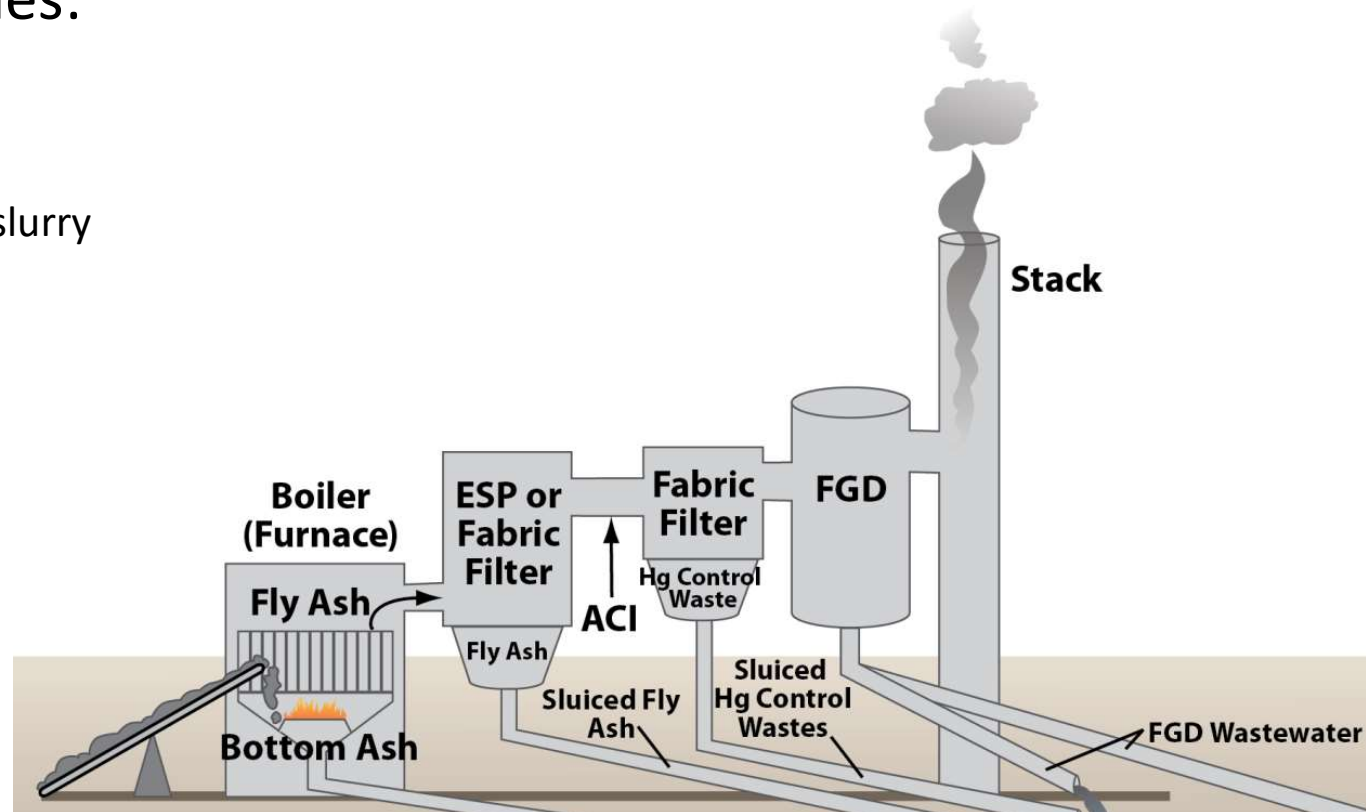 slurry
Stack
Boiler
(Furnace)
Fly Ash
ESP or
Fabric
Filter
Fly Ash
ACI
Fabric
Filter
Hg Control
Waste
FGD
Bottom Ash
Sluiced Fly
Ash
Sluiced
Hg Control
Wastes
FGD Wastewater